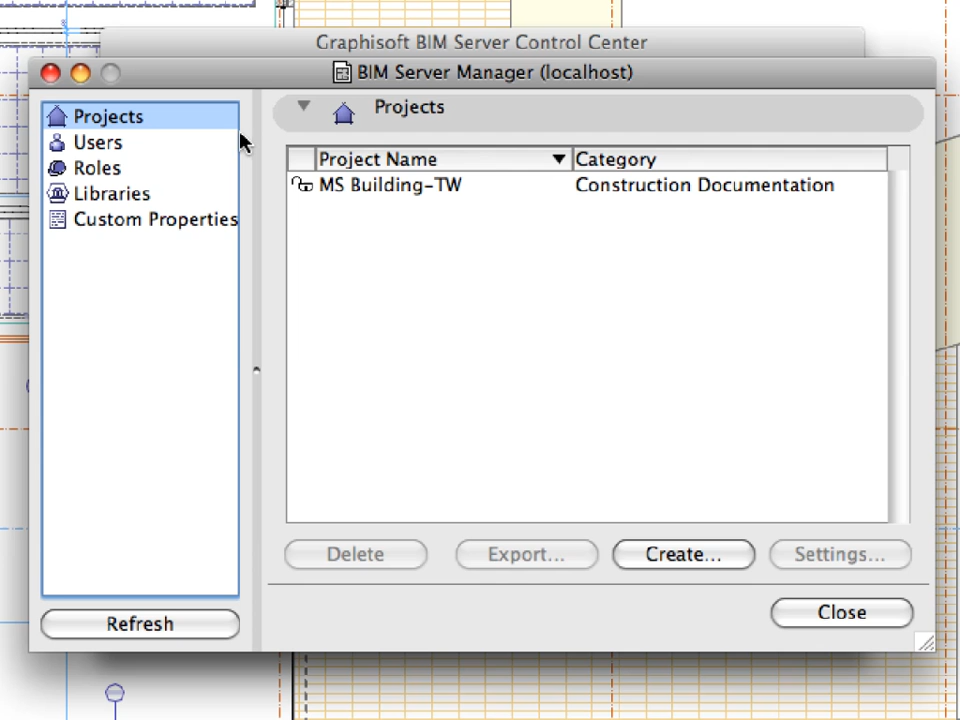 Graphisoft BIM Server Control Center
BIM Server Manager (localhost)
Projects
Users
Roles
Libraries
Custom Properties
Refresh
Projects
Project Name Category
MS Building-TW Construction Documentation
Delete Export... Create... Settings...
Close